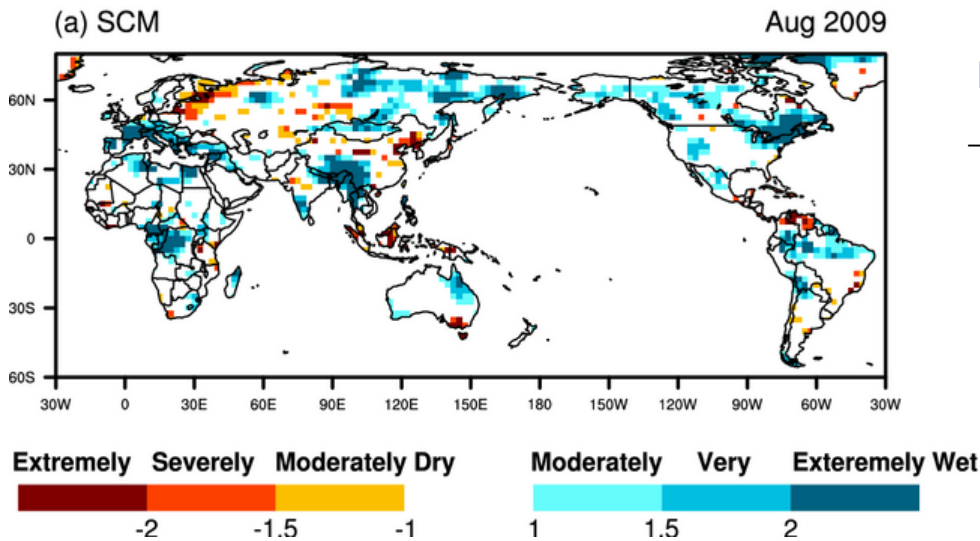 (a) SCM Aug 2009
60N
30N
0
30S
60S
30W 0 30E 60E 90E 120E 150E 180 150W 120W 90W 60W 30W
Extremely Severely Moderately Dry Moderately Very Exteremely Wet
-2 -1.5 -1 1 1.5 2